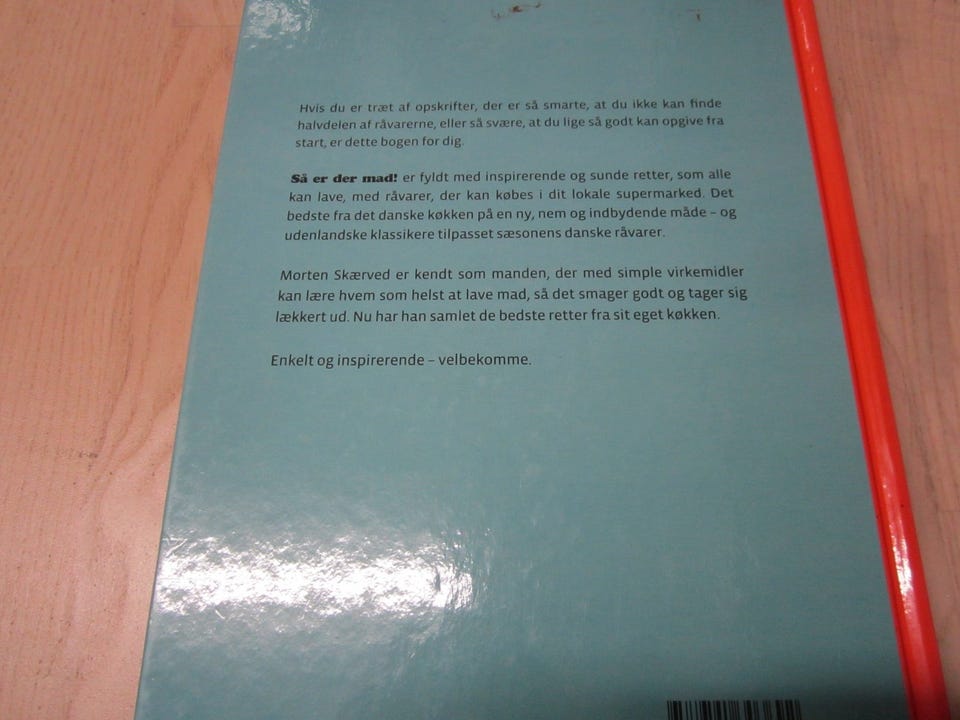 Hvis du er træt af opskrifter, der er så smarte, at du ikke kan finde
halvdelen af råvarerne, eller så svære, at du lige så godt kan opgive fra
start, er dette bogen for dig.
Så er der mad! er fyldt med inspirerende og sunde retter, som alle
kan lave, med råvarer, der kan købes i dit lokale supermarked. Det
bedste fra det danske køkken på en ny, nem og indbydende måde – og
udenlandske klassikere tilpasset sæsonens danske råvarer.
Morten Skærved er kendt som manden, der med simple virkemidler
kan lære hvem som helst at lave mad, så det smager godt og tager sig
lækkert ud. Nu har han samlet de bedste retter fra sit eget køkken.
Enkelt og inspirerende – velbekomme.